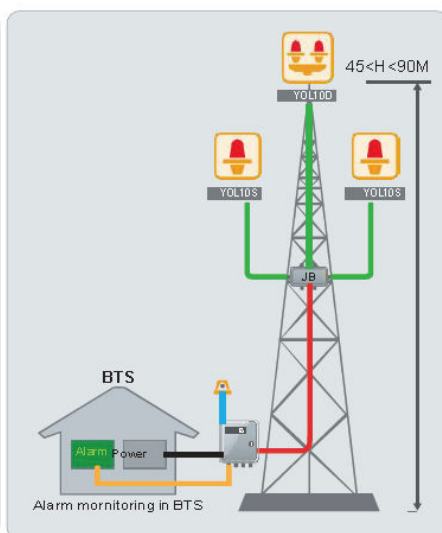 45<H<90M
YOL10D
YOL10S
YOL10S
JB
BTS
Alarm
Power
Alarm mornitoring in BTS